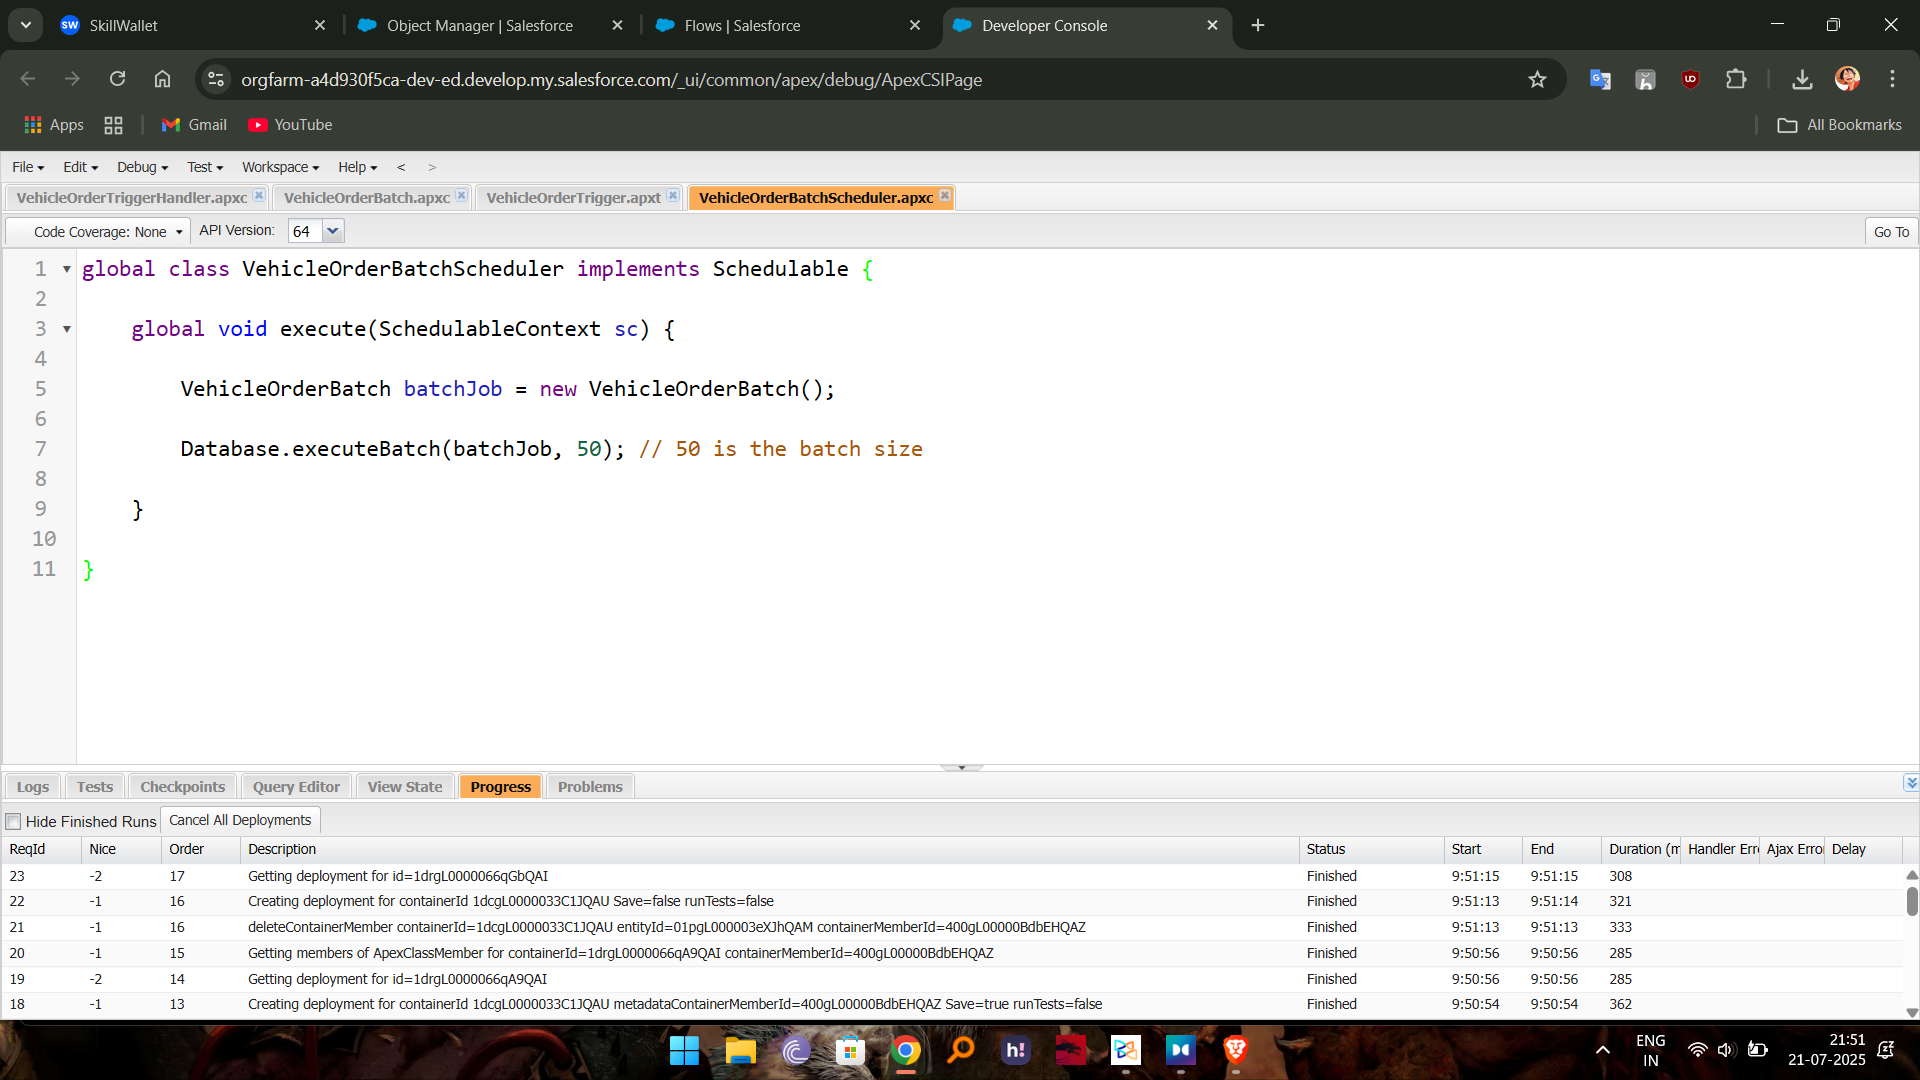 SW SkillWallet
Object Manager | Salesforce
Flows | Salesforce
Developer Console
orgfarm-a4d930f5ca-dev-ed.develop.my.salesforce.com/_ui/common/apex/debug/ApexCSIPage
Apps
Gmail
YouTube
All Bookmarks
File Edit Debug Test Workspace Help < >
VehicleOrderTriggerHandler.apxc VehicleOrderBatch.apxc VehicleOrderTrigger.apxt VehicleOrderBatchScheduler.apxc
Code Coverage: None API Version: 64 Go To
1 global class VehicleOrderBatchScheduler implements Schedulable {
2
3 global void execute(SchedulableContext sc) {
4
5 VehicleOrderBatch batchJob = new VehicleOrderBatch();
6
7 Database.executeBatch(batchJob, 50); // 50 is the batch size
8
9 }
10
11 }
Logs Tests Checkpoints Query Editor View State Progress Problems
Hide Finished Runs Cancel All Deployments
ReqId Nice Order Description Status Start End Duration (m Handler Erro Ajax Erro Delay
23 -2 17 Getting deployment for id=1drgL0000066qGbQAI Finished 9:51:15 9:51:15 308
22 -1 16 Creating deployment for containerId 1dcgL0000033C1JQAU Save=false runTests=false Finished 9:51:13 9:51:14 321
21 -1 16 deleteContainerMember containerId=1dcgL0000033C1JQAU entityId=01pgL000003eXJhQAM containerMemberId=400gL00000BdbEHQAZ Finished 9:51:13 9:51:13 333
20 -1 15 Getting members of ApexClassMember for containerId=1drgL0000066qA9QAI containerMemberId=400gL00000BdbEHQAZ Finished 9:50:56 9:50:56 285
19 -2 14 Getting deployment for id=1drgL0000066qA9QAI Finished 9:50:56 9:50:56 285
18 -1 13 Creating deployment for containerId 1dcgL0000033C1JQAU metadataContainerMemberId=400gL00000BdbEHQAZ Save=true runTests=false Finished 9:50:54 9:50:54 362
h!
ENG
IN
21:51
21-07-2025